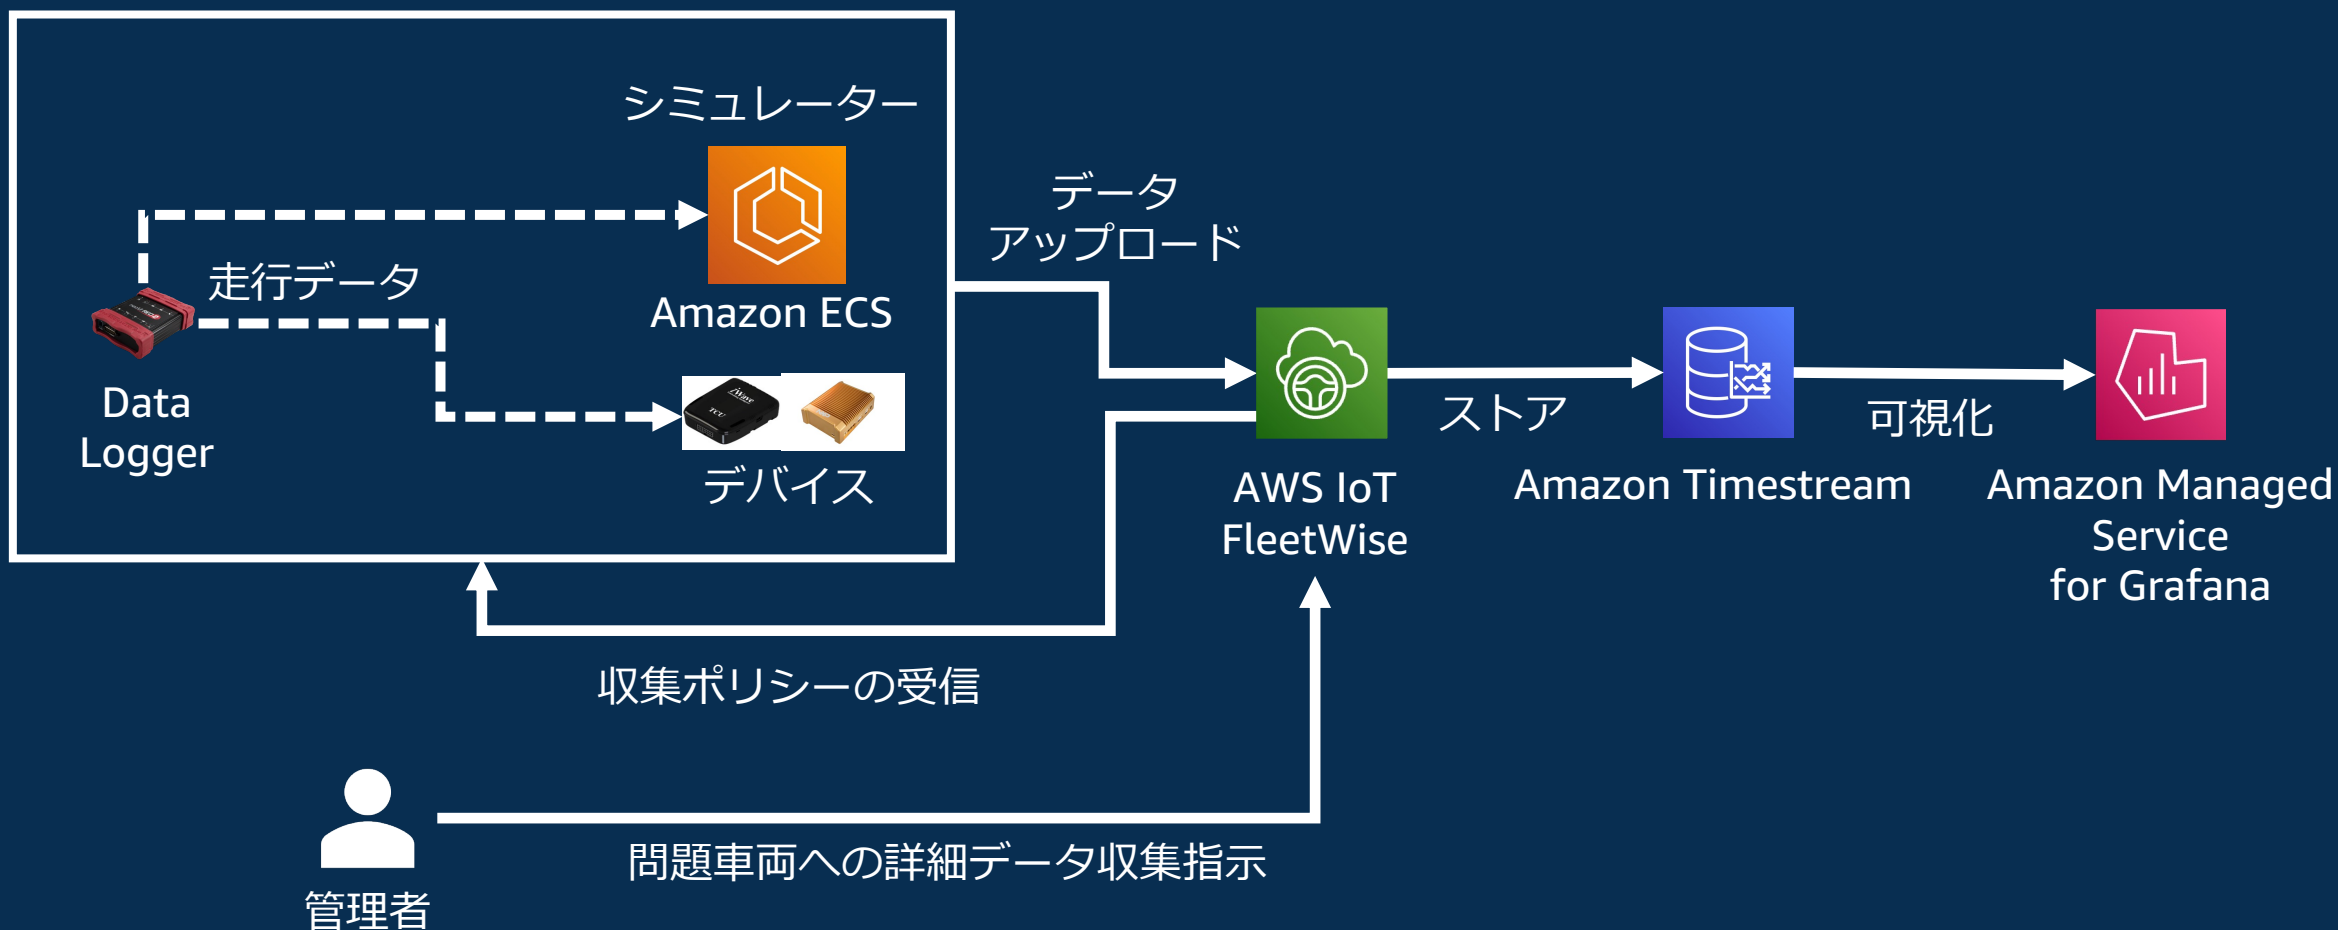 シミュレーター
Amazon ECS
走行データ
Data
Logger
iWave
TCU
デバイス
データ
アップロード
AWS IoT
FleetWise
ストア
Amazon Timestream
可視化
Amazon Managed
Service
for Grafana
収集ポリシーの受信
問題車両への詳細データ収集指示
管理者